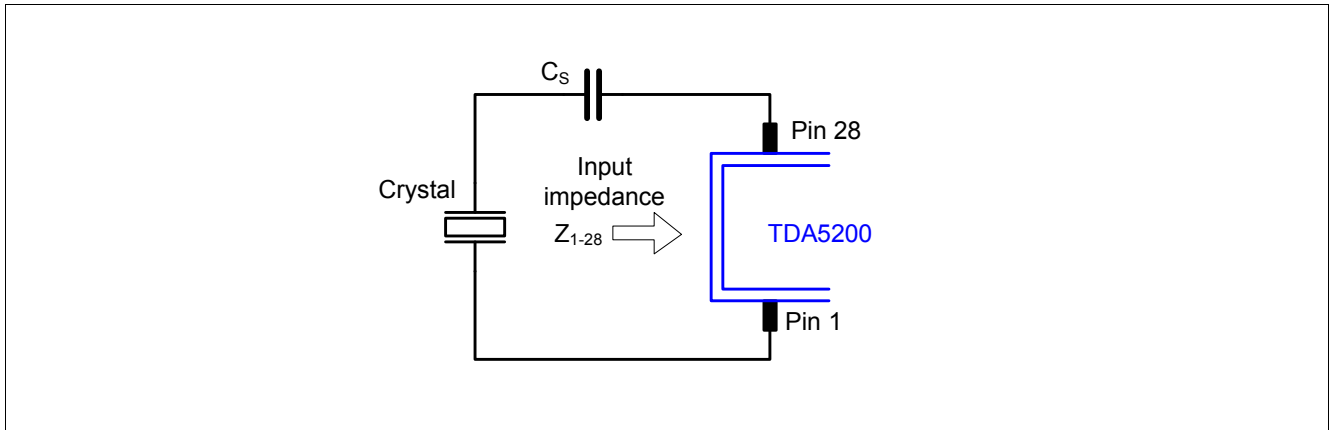 C_S
Pin 28
Input
impedance
Z_1-28
Crystal
TDA5200
Pin 1